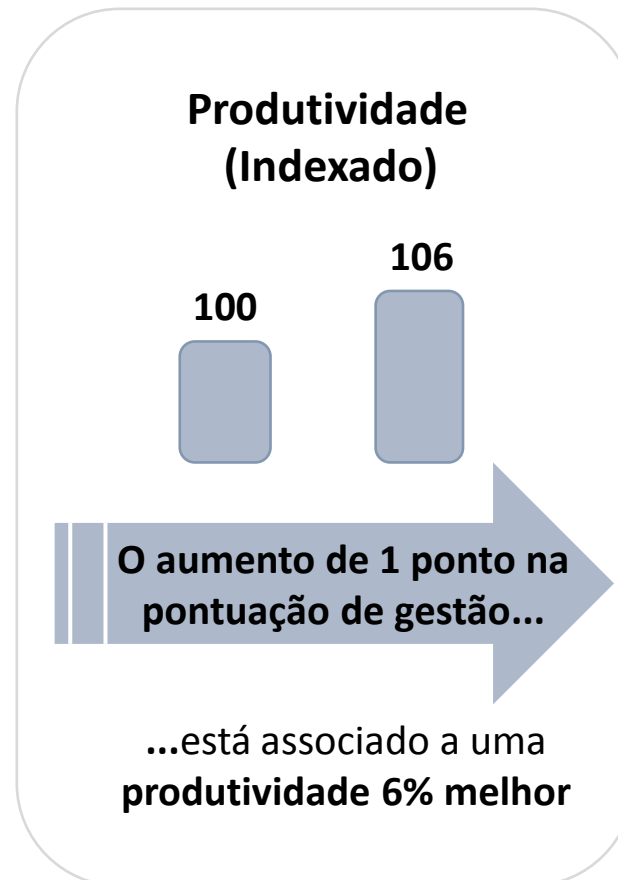 Produtividade
(Indexado)
106
100
O aumento de 1 ponto na
pontuação de gestão...
...está associado a uma
produtividade 6% melhor